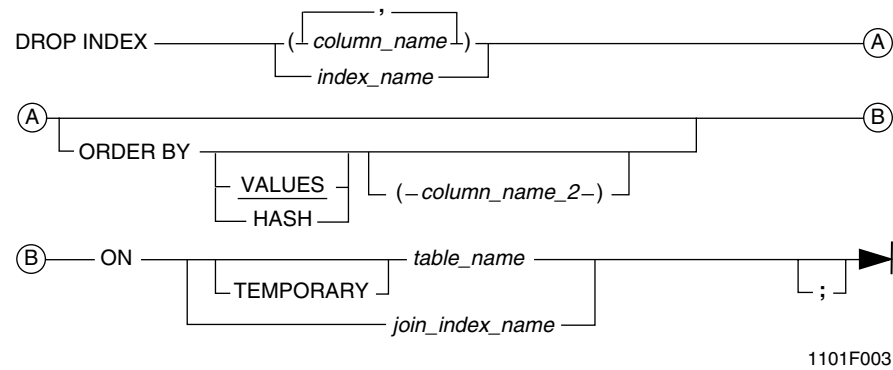 ,
DROP INDEX ( column_name ) A
index_name
A B
ORDER BY
VALUES ( column_name_2 )
HASH
B ON table_name
TEMPORARY ;
join_index_name
1101F003